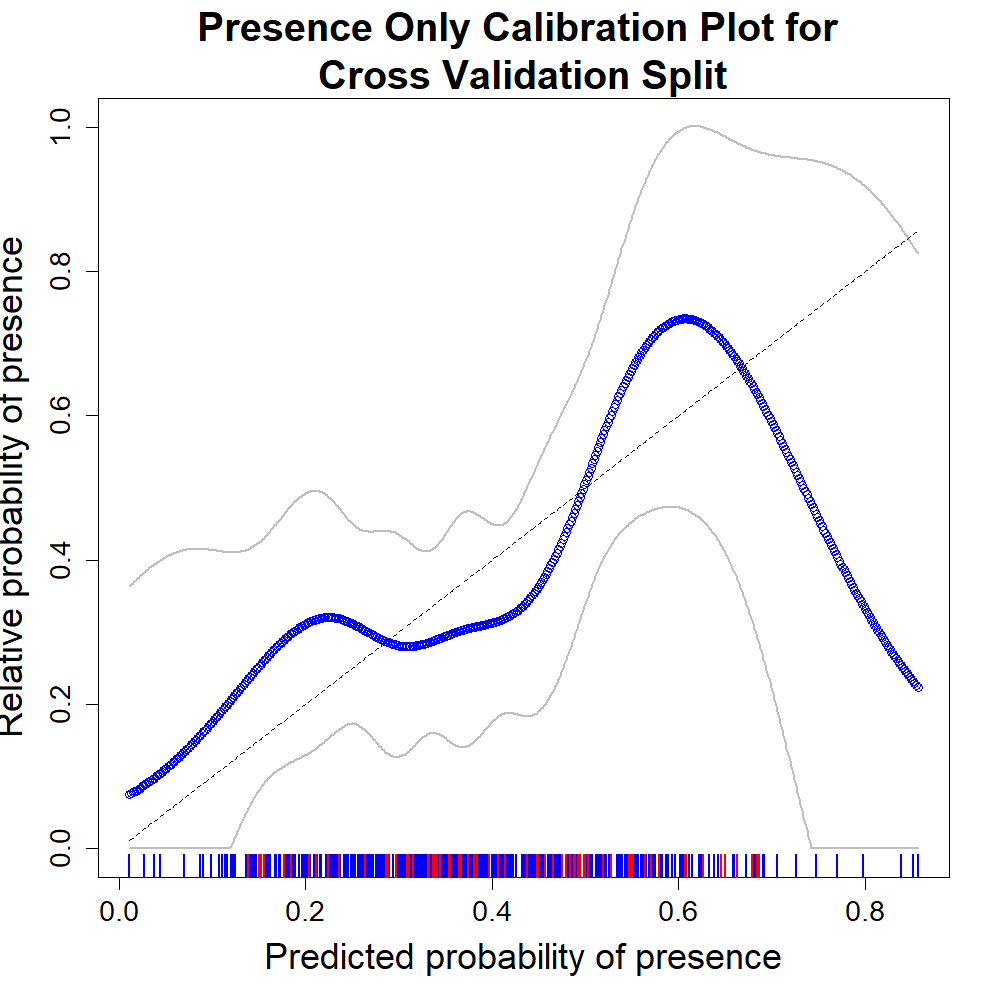 Presence Only Calibration Plot for
Cross Validation Split
Relative probability of presence
1.0
0.8
0.6
0.4
0.2
0.0
0.0 0.2 0.4 0.6 0.8
Predicted probability of presence